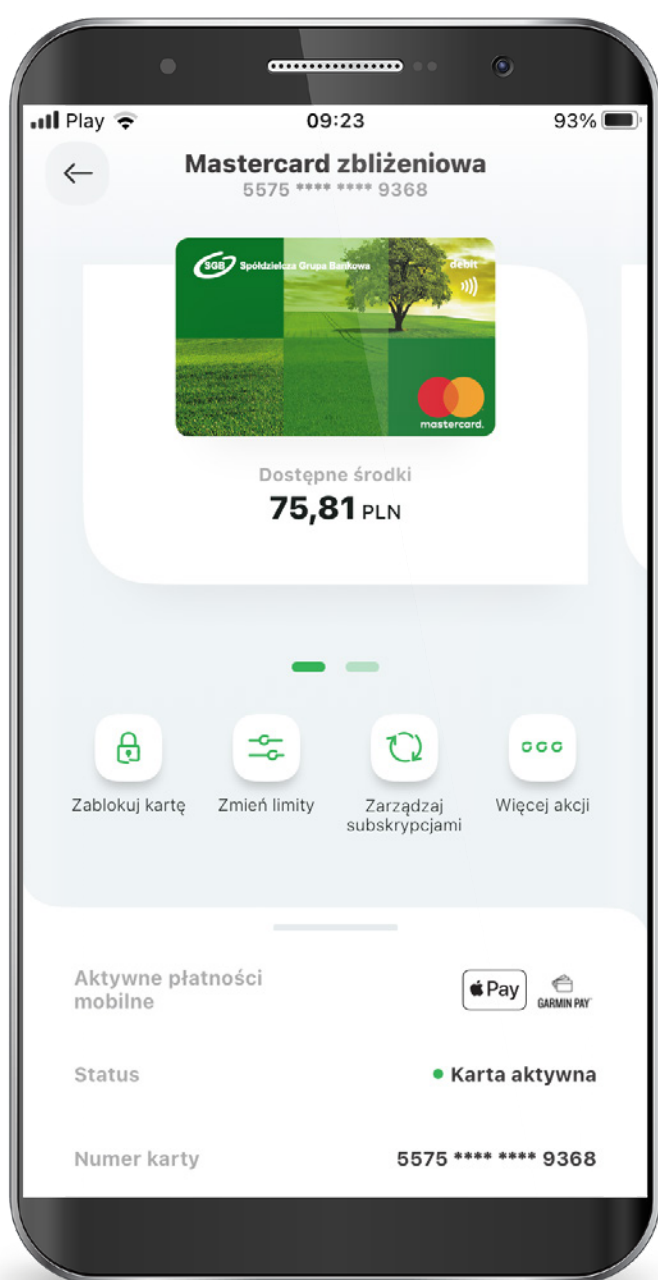 Play 09:23 93%
Mastercard zbliżeniowa
5575 **** **** 9368
SGB Spółdzielcza Grupa Bankowa debit
mastercard.
Dostępne środki
75,81 PLN
Zablokuj kartę Zmień limity Zarządzaj Więcej akcji
subskrypcjami
Aktywne płatności
mobilne
Pay GARMIN PAY
Status Karta aktywna
Numer karty 5575 **** **** 9368